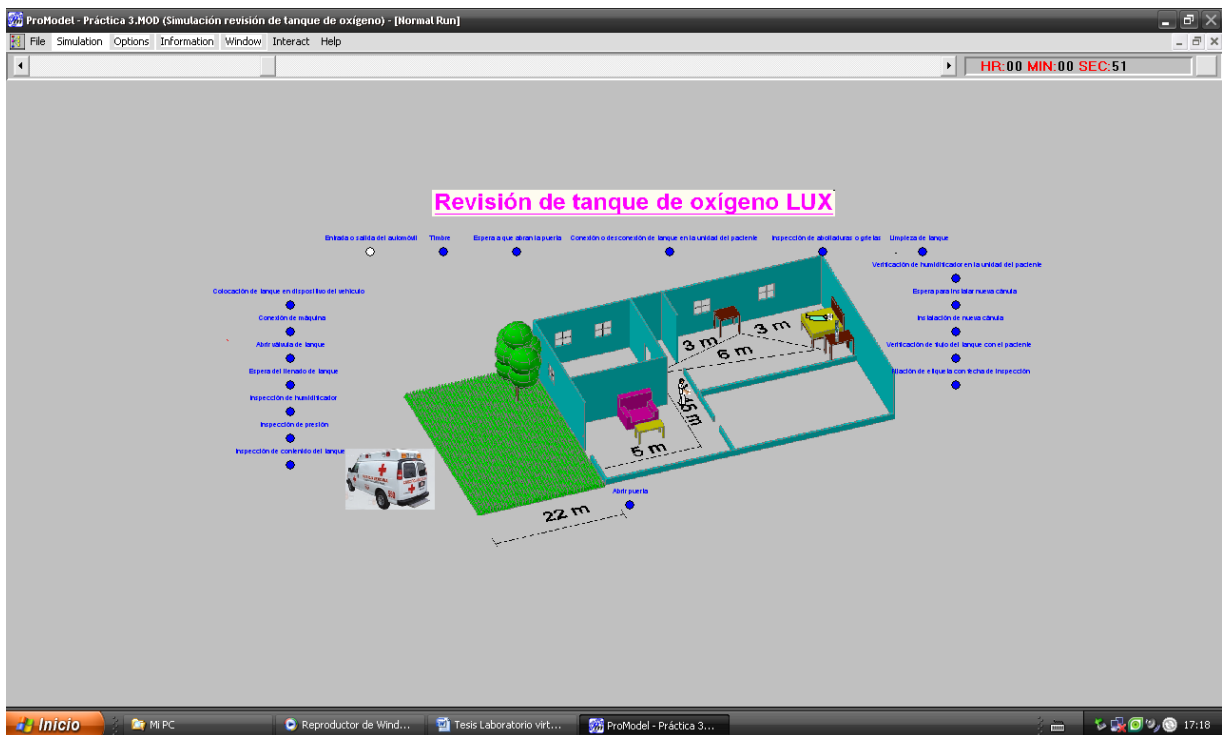 ProModel - Práctica 3.MOD (Simulación revisión de tanque de oxígeno) - [Normal Run]
File Simulation Options Information Window Interact Help
HR:00 MIN:00 SEC:51
Revisión de tanque de oxígeno LUX
Entrada o salida del automóvil
Timbre
Espera a que abran la puerta
Conexión o desconexión de tanque en la unidad del paciente
Inspección de abolladuras o grietas
Limpieza de tanque
Verificación de humidificador en la unidad del paciente
Espera para instalar nueva cánula
Instalación de nueva cánula
Verificación de flujo del tanque con el paciente
Colocación de tanque en dispositivo del vehículo
Conexión de máquina
Abrir válvula de tanque
Espera del llenado de tanque
Inspección de humidificador
Inspección de presión
Inspección de contenido del tanque
de etiqueta con fecha de inspección
3 m
3 m
6 m
5 m
22 m
Abrir puerta
Inicio
Mi PC
Reproductor de Wind...
Tesis Laboratorio virt...
ProModel - Práctica 3...
17:18